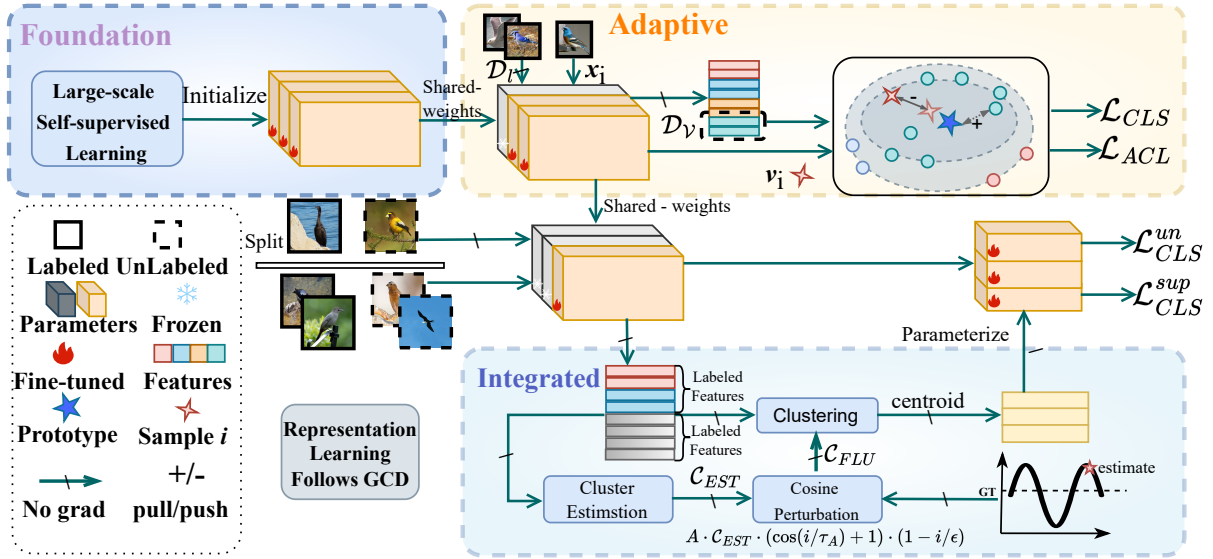 Foundation
Large-scale
Self-supervised
Learning
Initialize
Shared-
weights
Adaptive
𝒟_l
x_i
𝒟_𝒱
v_i
-
+
ℒ_CLS
ℒ_ACL
Shared - weights
Split
Labeled UnLabeled
Parameters Frozen
Fine-tuned Features
Prototype Sample i
+/-
No grad pull/push
Representation
Learning
Follows GCD
ℒ^un_CLS
ℒ^sup_CLS
Parameterize
Integrated
Labeled
Features
Labeled
Features
Clustering
centroid
𝒞_FLU
𝒞_EST
Cluster
Estimstion
Cosine
Perturbation
GT
estimate
A · 𝒞_EST · (cos(i/τ_A) + 1) · (1 − i/ϵ)